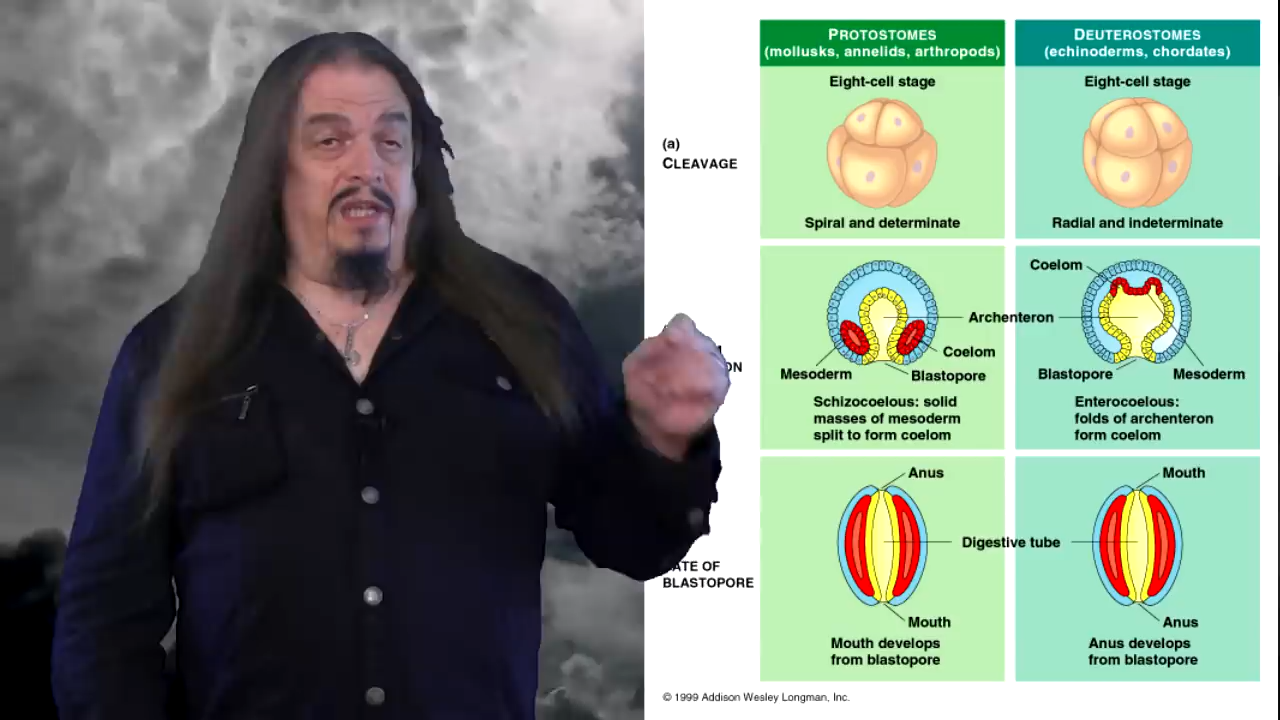 PROTOSTOMES
(mollusks, annelids, arthropods)
DEUTEROSTOMES
(echinoderms, chordates)
(a)
CLEAVAGE
Eight-cell stage
Eight-cell stage
Spiral and determinate
Radial and indeterminate
Coelom
Archenteron
Coelom
Mesoderm
Blastopore
Blastopore
Mesoderm
Schizocoelous: solid
masses of mesoderm
split to form coelom
Enterocoelous:
folds of archenteron
form coelom
Anus
Mouth
Digestive tube
BLASTOPORE
OF
Mouth
Anus
Mouth develops
from blastopore
Anus develops
from blastopore
© 1999 Addison Wesley Longman, Inc.